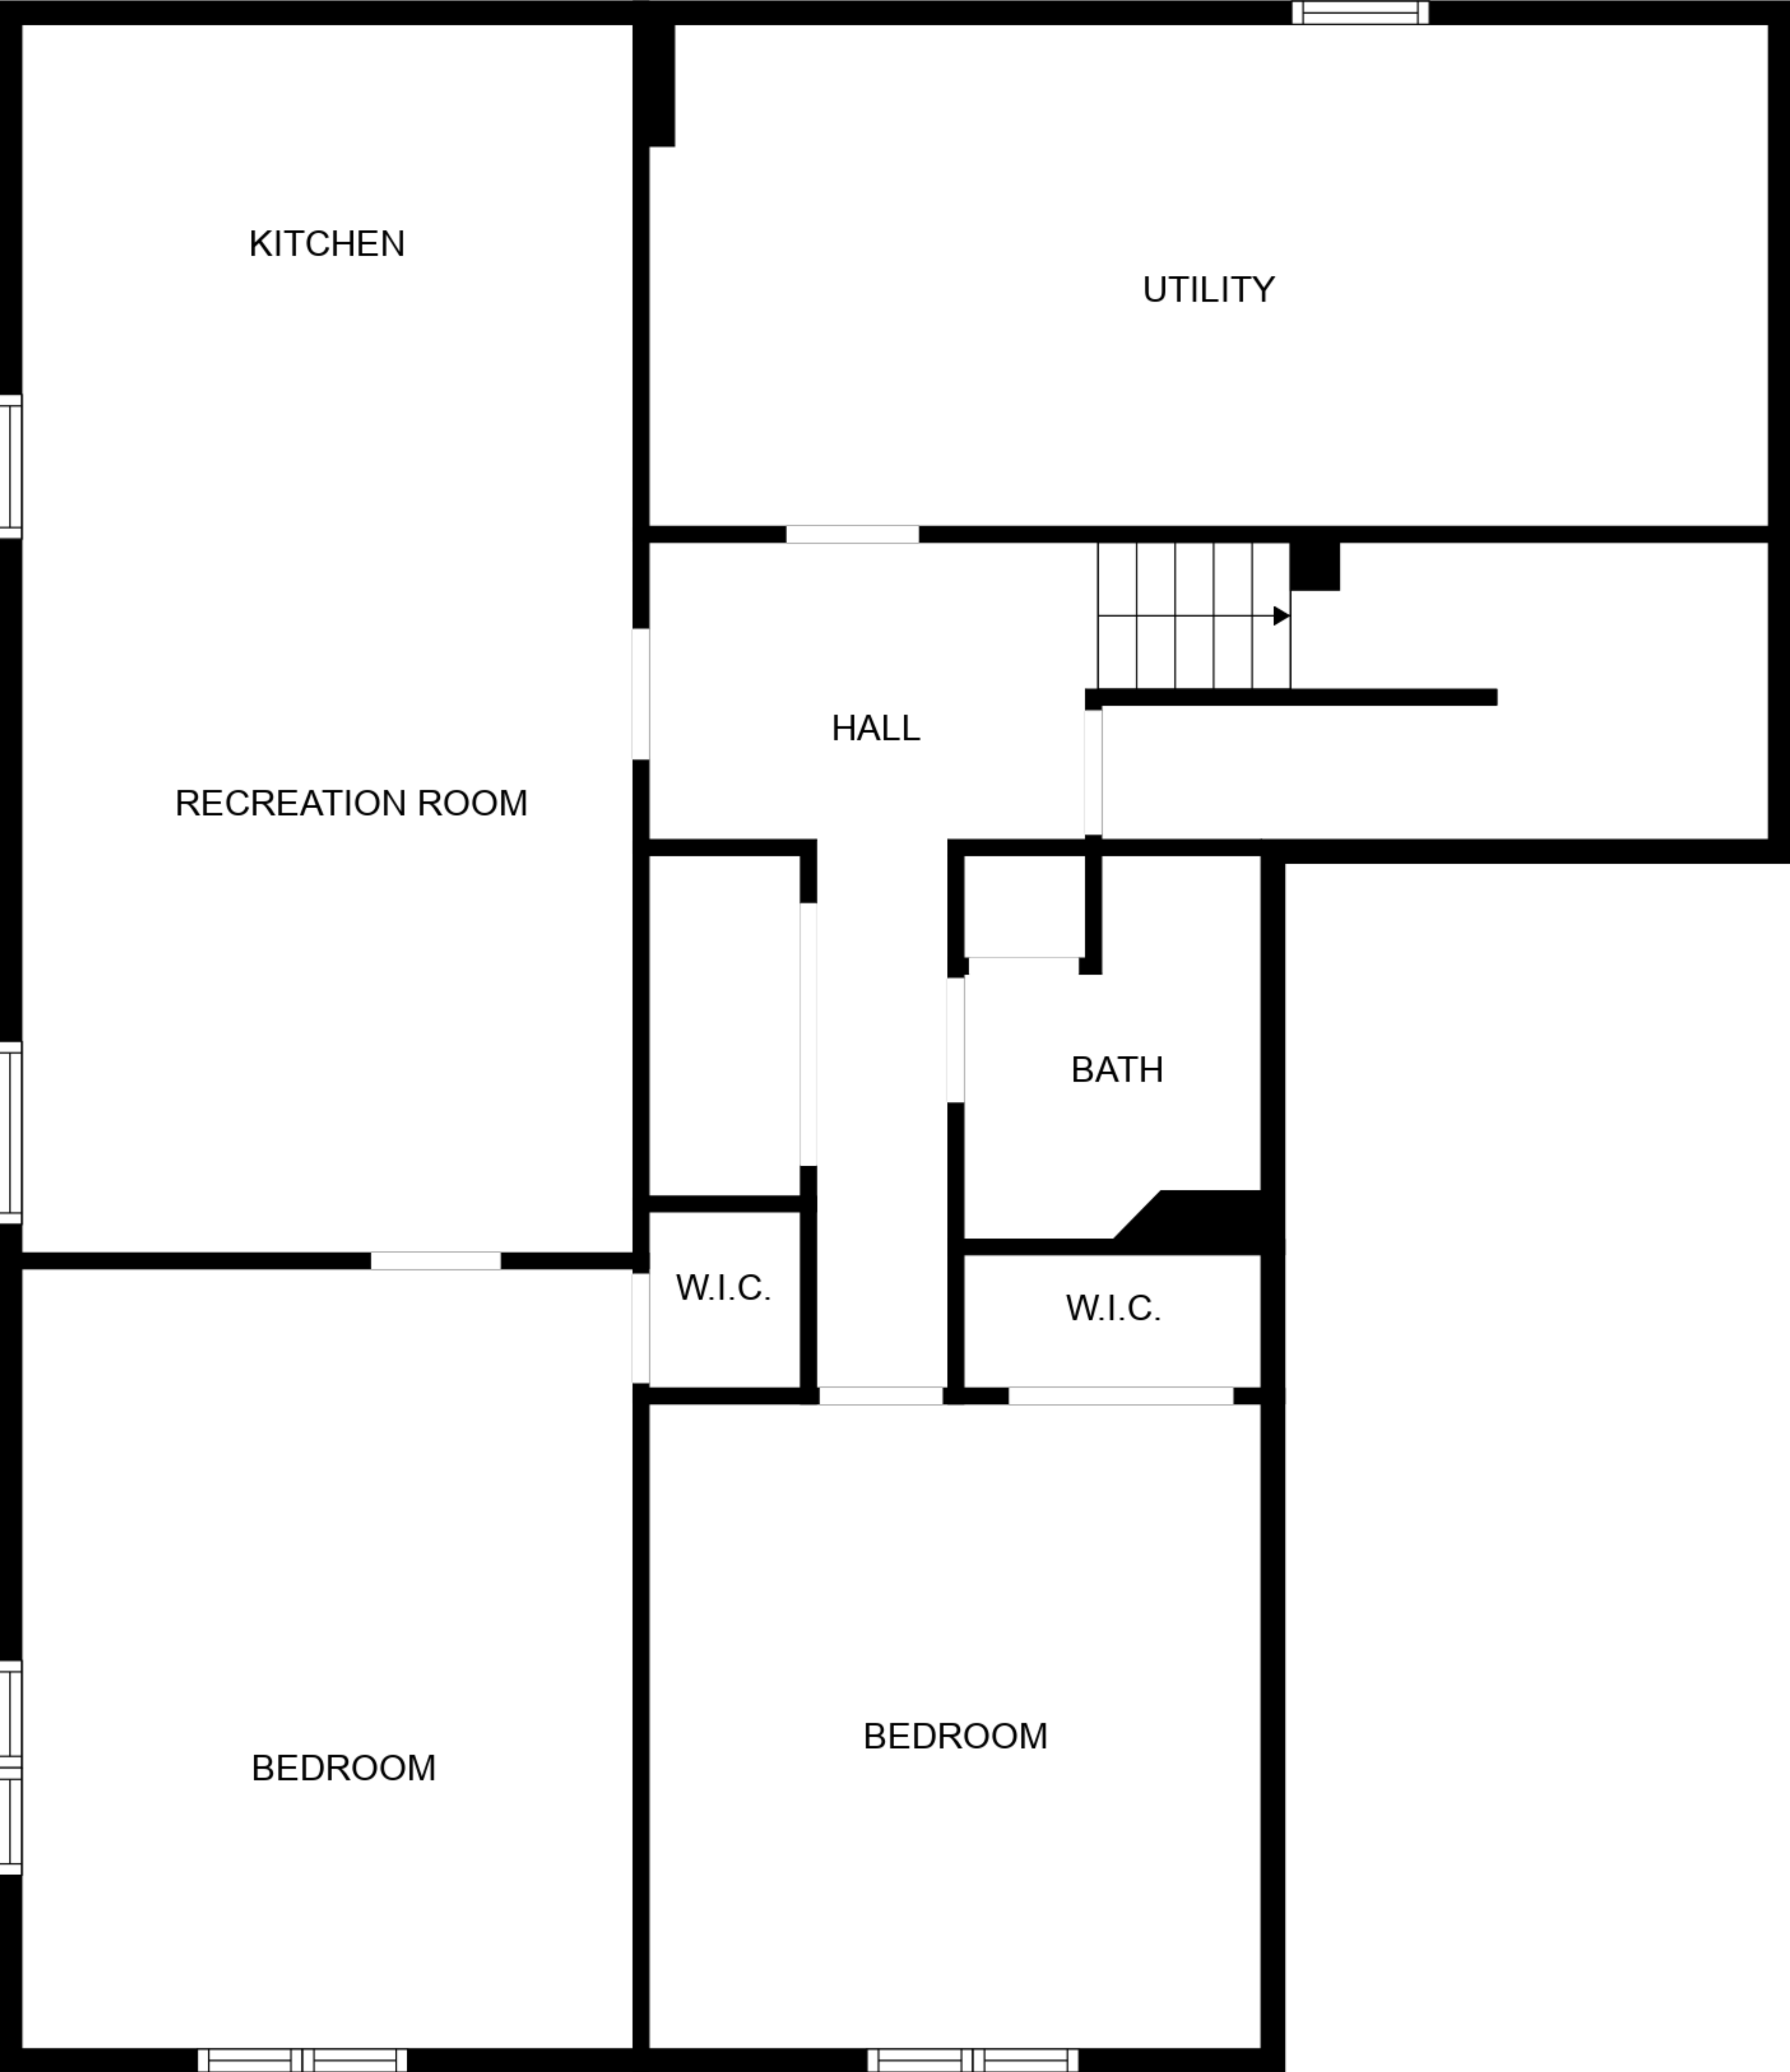 KITCHEN
UTILITY
HALL
RECREATION ROOM
BATH
W.I.C.
W.I.C.
BEDROOM
BEDROOM